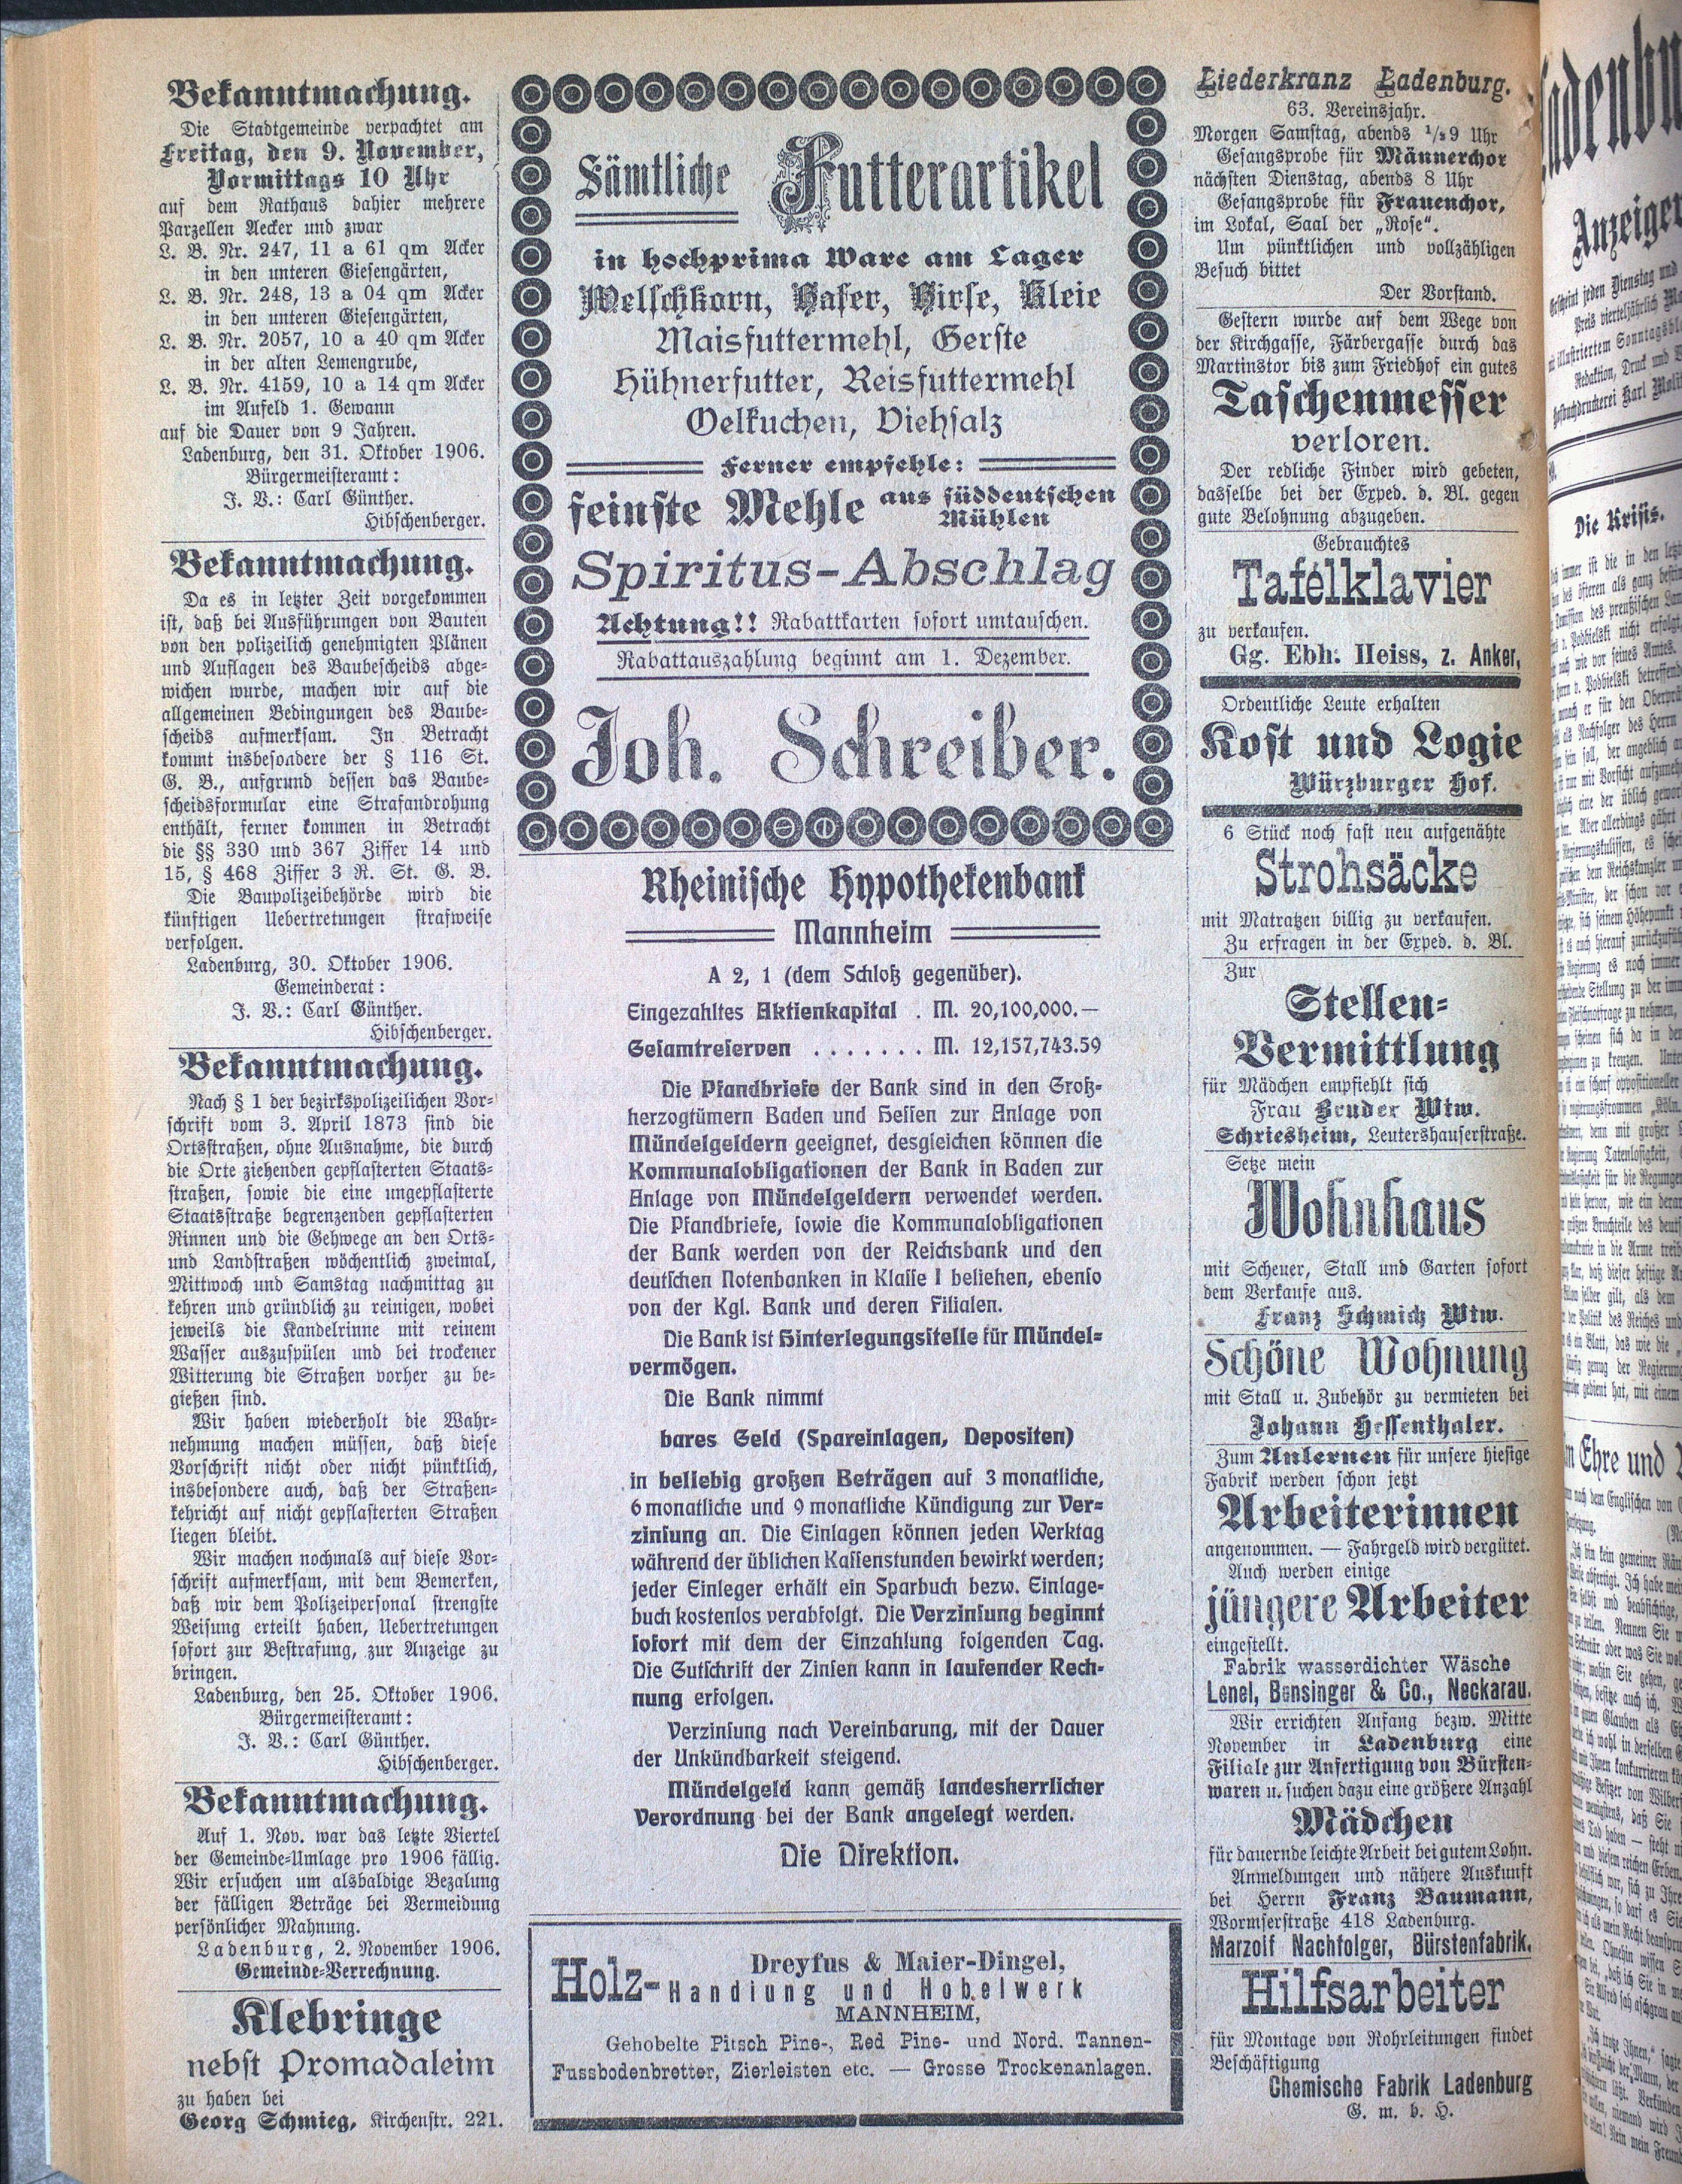 Bekanntmachung.
Die Stadtgemeinde verpachtet am
Freitag, den 9. November,
Vormittags 10 Uhr
auf dem Rathaus dahier mehrere
Parzellen Aecker und zwar
L. B. Nr. 247, 11 a 61 qm Acker
in den unteren Giesengärten,
L. B. Nr. 248, 13 a 04 qm Acker
in den unteren Giesengärten,
L. B. Nr. 2057, 10 a 40 qm Acker
in der alten Lemengrube,
L. B. Nr. 4159, 10 a 14 qm Acker
im Aufeld 1. Gewann
auf die Dauer von 9 Jahren.
Ladenburg, den 31. Oktober 1906.
Bürgermeisteramt:
J. V.: Carl Günther.
Hibschenberger.
Bekanntmachung.
Da es in letzter Zeit vorgekommen
ist, daß bei Ausführungen von Bauten
von den polizeilich genehmigten Plänen
und Auflagen des Baubescheids abge-
wichen wurde, machen wir auf die
allgemeinen Bedingungen des Baube-
scheids aufmerksam. In Betracht
kommt insbesondere der § 116 St.
G. B., aufgrund dessen das Baube-
scheidsformular eine Strafandrohung
enthält, ferner kommen in Betracht
die §§ 330 und 367 Ziffer 14 und
15, § 468 Ziffer 3 R. St. G. B.
Die Baupolizeibehörde wird die
künftigen Uebertretungen strafweise
verfolgen.
Ladenburg, 30. Oktober 1906.
Gemeinderat:
J. V.: Carl Günther.
Hibschenberger.
Bekanntmachung.
Nach § 1 der bezirkspolizeilichen Vor-
schrift vom 3. April 1873 sind die
Ortsstraßen, ohne Ausnahme, die durch
die Orte ziehenden gepflasterten Staats-
straßen, sowie die eine ungepflasterte
Staatsstraße begrenzenden gepflasterten
Rinnen und die Gehwege an den Orts-
und Landstraßen wöchentlich zweimal,
Mittwoch und Samstag nachmittag zu
kehren und gründlich zu reinigen, wobei
jeweils die Kandelrinne mit reinem
Wasser auszuspülen und bei trockener
Witterung die Straßen vorher zu be-
gießen sind.
Wir haben wiederholt die Wahr-
nehmung machen müssen, daß diese
Vorschrift nicht oder nicht pünktlich,
insbesondere auch, daß der Straßen-
kehricht auf nicht gepflasterten Straßen
liegen bleibt.
Wir machen nochmals auf diese Vor-
schrift aufmerksam, mit dem Bemerken,
daß wir dem Polizeipersonal strengste
Weisung erteilt haben, Uebertretungen
sofort zur Bestrafung, zur Anzeige zu
bringen.
Ladenburg, den 25. Oktober 1906.
Bürgermeisteramt:
J. V.: Carl Günther.
Hibschenberger.
Bekanntmachung.
Auf 1. Nov. war das letzte Viertel
der Gemeinde-Umlage pro 1906 fällig.
Wir ersuchen um alsbaldige Bezalung
der fälligen Beträge bei Vermeidung
persönlicher Mahnung.
Ladenburg, 2. November 1906.
Gemeinde-Verrechnung.
Klebringe
nebst Promadaleim
zu haben bei
Georg Schmieg, Kirchenstr. 221.
Sämtliche Futterartikel
in hochprima Ware am Lager
Welschkorn, Hafer, Hirse, Kleie
Maisfuttermehl, Gerste
Hühnerfutter, Reisfuttermehl
Oelkuchen, Viehsalz
Ferner empfehle:
feinste Mehle aus süddeutschen
Mühlen
Spiritus-Abschlag
Achtung!! Rabattkarten sofort umtauschen.
Rabattauszahlung beginnt am 1. Dezember.
Joh. Schreiber.
Rheinische Hypothekenbank
Mannheim
A 2, 1 (dem Schloß gegenüber).
Eingezahltes Aktienkapital . M. 20,100,000.—
Gesamtreserven ....... M. 12,157,743.59
Die Pfandbriefe der Bank sind in den Groß-
herzogtümern Baden und Hessen zur Anlage von
Mündelgeldern geeignet, desgleichen können die
Kommunalobligationen der Bank in Baden zur
Anlage von Mündelgeldern verwendet werden.
Die Pfandbriefe, sowie die Kommunalobligationen
der Bank werden von der Reichsbank und den
deutschen Notenbanken in Klasse I beliehen, ebenso
von der Kgl. Bank und deren Filialen.
Die Bank ist Hinterlegungsstelle für Mündel-
vermögen.
Die Bank nimmt
bares Geld (Spareinlagen, Depositen)
in beliebig großen Beträgen auf 3 monatliche,
6 monatliche und 9 monatliche Kündigung zur Ver-
zinsung an. Die Einlagen können jeden Werktag
während der üblichen Kassenstunden bewirkt werden;
jeder Einleger erhält ein Sparbuch bezw. Einlage-
buch kostenlos verabfolgt. Die Verzinsung beginnt
sofort mit dem der Einzahlung folgenden Tag.
Die Gutschrift der Zinsen kann in laufender Rech-
nung erfolgen.
Verzinsung nach Vereinbarung, mit der Dauer
der Unkündbarkeit steigend.
Mündelgeld kann gemäß landesherrlicher
Verordnung bei der Bank angelegt werden.
Die Direktion.
Dreyfus & Maier-Dingel,
Holz-Handlung und Hobelwerk
MANNHEIM,
Gehobelte Pitsch Pine-, Red Pine- und Nord. Tannen-
Fussbodenbretter, Zierleisten etc. — Grosse Trockenanlagen.
Liederkranz Ladenburg.
63. Vereinsjahr.
Morgen Samstag, abends ½9 Uhr
Gesangsprobe für Männerchor
nächsten Dienstag, abends 8 Uhr
Gesangsprobe für Frauenchor,
im Lokal, Saal der „Rose“.
Um pünktlichen und vollzähligen
Besuch bittet
Der Vorstand.
Gestern wurde auf dem Wege von
der Kirchgasse, Färbergasse durch das
Martinstor bis zum Friedhof ein gutes
Taschenmesser
verloren.
Der redliche Finder wird gebeten,
dasselbe bei der Exped. d. Bl. gegen
gute Belohnung abzugeben.
Gebrauchtes
Tafelklavier
zu verkaufen.
Gg. Ebh. Heiss, z. Anker,
Ordentliche Leute erhalten
Kost und Logie
Würzburger Hof.
6 Stück noch fast neu aufgenähte
Strohsäcke
mit Matratzen billig zu verkaufen.
Zu erfragen in der Exped. d. Bl.
Zur
Stellen-
Vermittlung
für Mädchen empfiehlt sich
Frau Bruder Wtw.
Schriesheim, Leutershauserstraße.
Setze mein
Wohnhaus
mit Scheuer, Stall und Garten sofort
dem Verkaufe aus.
Franz Schmich Wtw.
Schöne Wohnung
mit Stall u. Zubehör zu vermieten bei
Johann Hessenthaler.
Zum Anlernen für unsere hiesige
Fabrik werden schon jetzt
Arbeiterinnen
angenommen. — Fahrgeld wird vergütet.
Auch werden einige
jüngere Arbeiter
eingestellt.
Fabrik wasserdichter Wäsche
Lenel, Bensinger & Co., Neckarau.
Wir errichten Anfang bezw. Mitte
November in Ladenburg eine
Filiale zur Anfertigung von Bürsten-
waren u. suchen dazu eine größere Anzahl
Mädchen
für dauernde leichte Arbeit bei gutem Lohn.
Anmeldungen und nähere Auskunft
bei Herrn Franz Baumann,
Wormserstraße 418 Ladenburg.
Marzolf Nachfolger, Bürstenfabrik.
Hilfsarbeiter
für Montage von Rohrleitungen findet
Beschäftigung
Chemische Fabrik Ladenburg
G. m. b. H.
Anzeiger
Die Krisis.